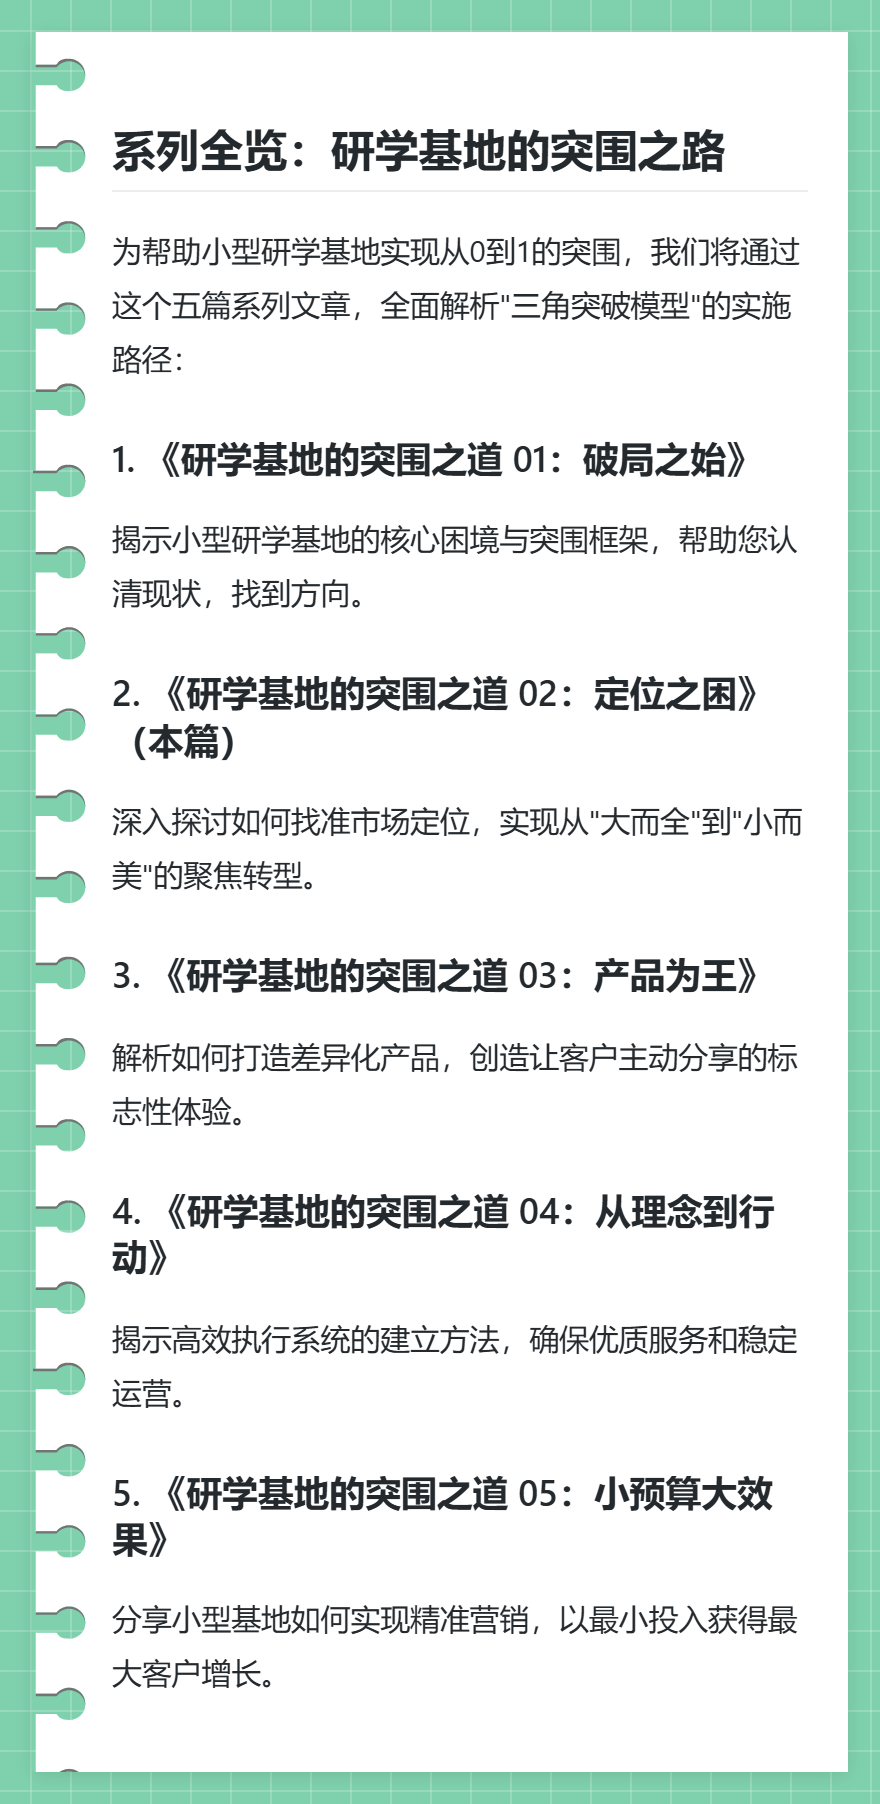 系列全览：研学基地的突围之路
为帮助小型研学基地实现从0到1的突围，我们将通过
这个五篇系列文章，全面解析"三角突破模型"的实施
路径：
1. 《研学基地的突围之道 01：破局之始》
揭示小型研学基地的核心困境与突围框架，帮助您认
清现状，找到方向。
2. 《研学基地的突围之道 02：定位之困》
（本篇）
深入探讨如何找准市场定位，实现从"大而全"到"小而
美"的聚焦转型。
3. 《研学基地的突围之道 03：产品为王》
解析如何打造差异化产品，创造让客户主动分享的标
志性体验。
4. 《研学基地的突围之道 04：从理念到行
动》
揭示高效执行系统的建立方法，确保优质服务和稳定
运营。
5. 《研学基地的突围之道 05：小预算大效
果》
分享小型基地如何实现精准营销，以最小投入获得最
大客户增长。